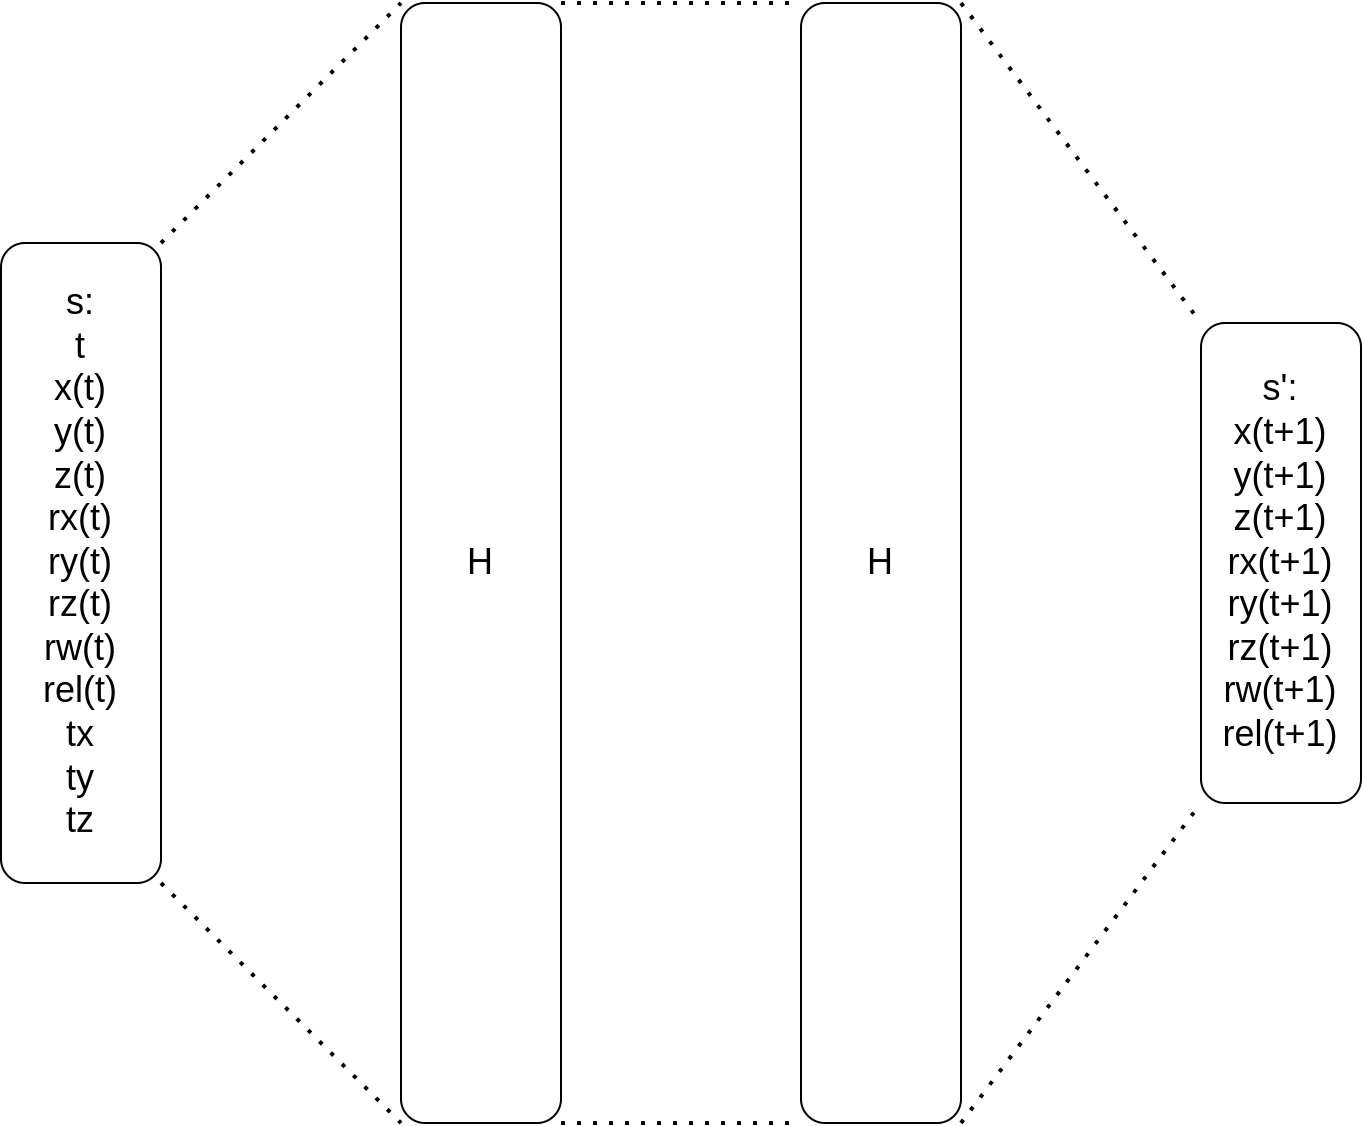 s:
t
x(t)
y(t)
z(t)
rx(t)
ry(t)
rz(t)
rw(t)
rel(t)
tx
ty
tz
H
H
s':
x(t+1)
y(t+1)
z(t+1)
rx(t+1)
ry(t+1)
rz(t+1)
rw(t+1)
rel(t+1)